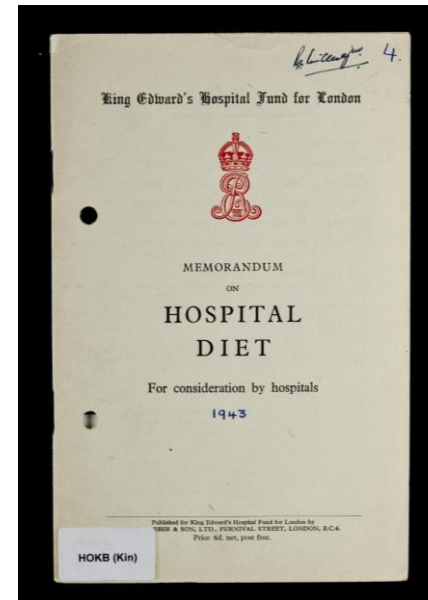 4.
King Edward's Hospital Fund for London
MEMORANDUM
ON
HOSPITAL
DIET
For consideration by hospitals
1943
Published for King Edward's Hospital Fund for London by
& SON, LTD., FURNIVAL STREET, LONDON, E.C.4.
Price 6d. net, post free.
HOKB (Kin)